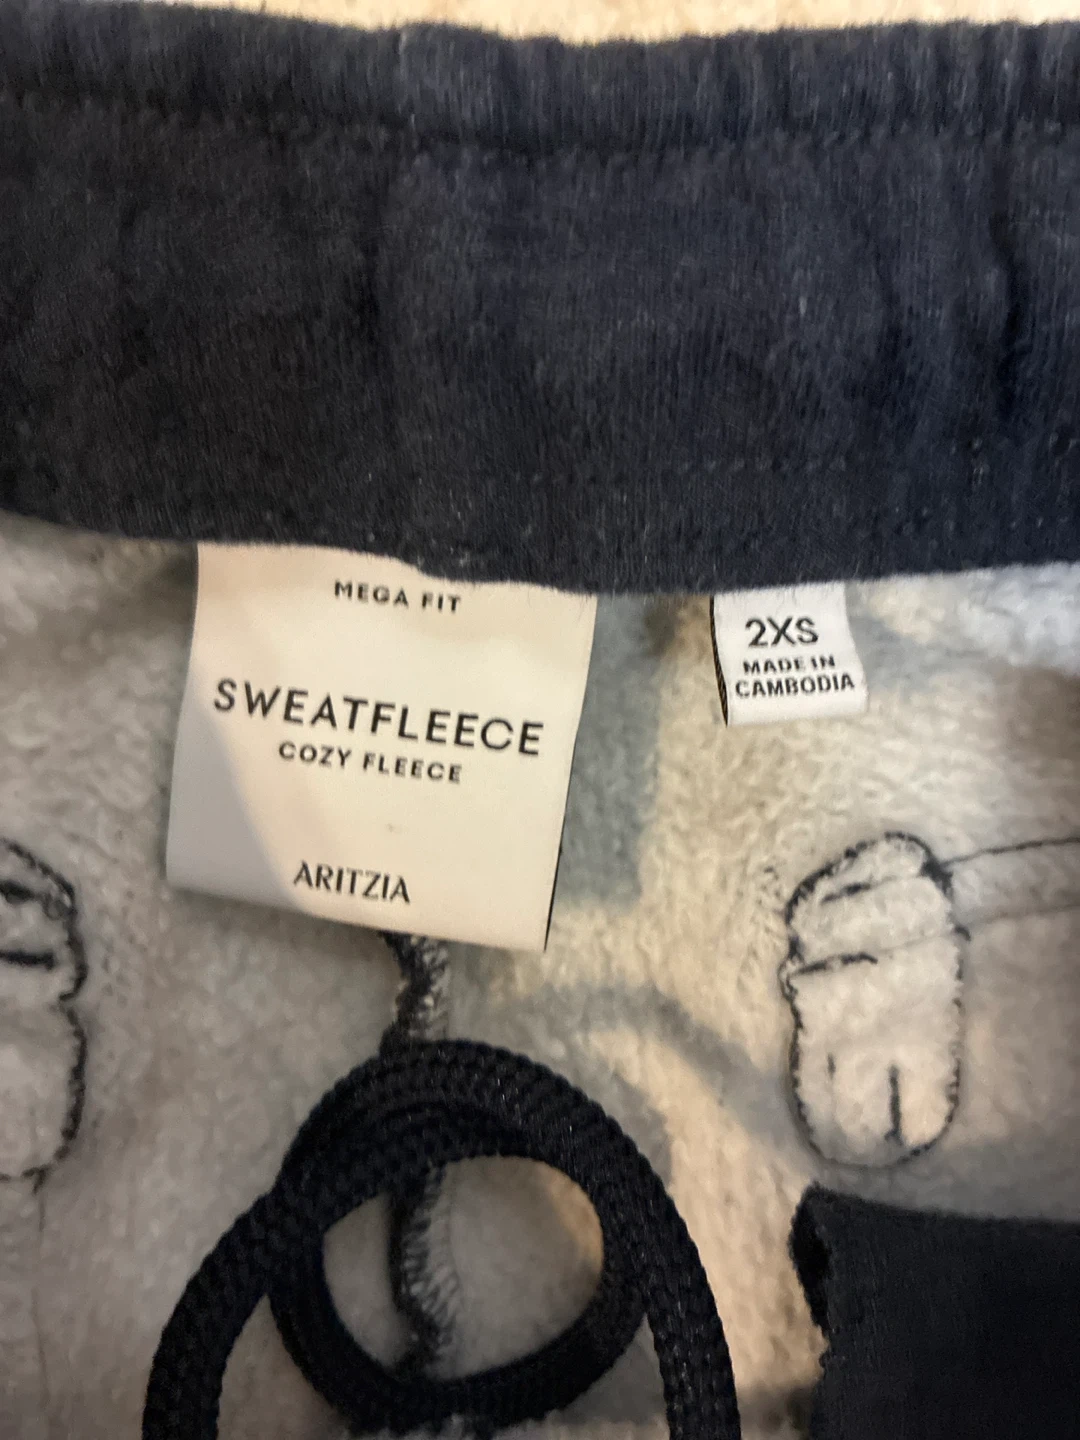 MEGA FIT
SWEATFLEECE
COZY FLEECE
ARITZIA
2XS
MADE IN
CAMBODIA